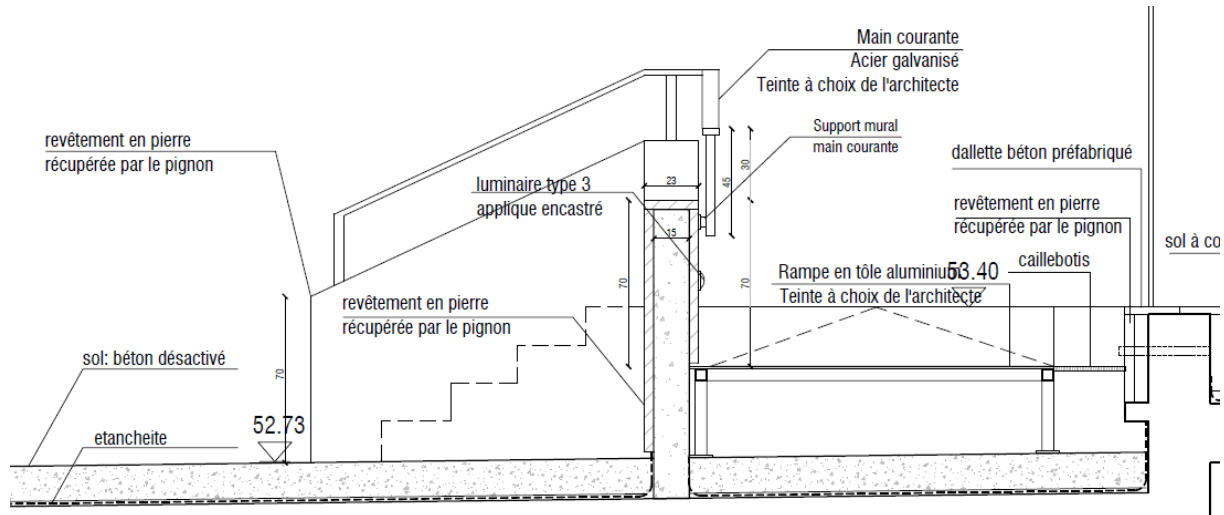 Main courante
Acier galvanisé
Teinte à choix de l'architecte
revêtement en pierre
récupérée par le pignon
Support mural
main courante
dallette béton préfabriqué
luminaire type 3
applique encastré
23
45
30
revêtement en pierre
récupérée par le pignon
sol à co
15
caillebotis
Rampe en tôle aluminium
53.40
Teinte à choix de l'architecte
70
70
revêtement en pierre
récupérée par le pignon
sol: béton désactivé
70
52.73
etancheite